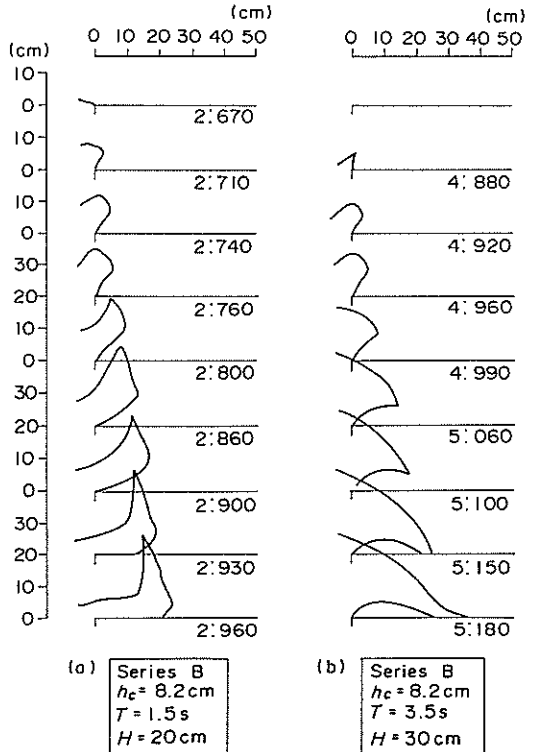 (cm)
(cm)
0 10 20 30 40 50
10
0
2:670
10
0
2:710
10
0
2:740
30
20
2:760
10
0
2:800
30
20
2:860
10
0
2:900
30
20
2:930
10
0
2:960
(cm)
0 10 20 30 40 50
4:880
4:920
4:960
4:990
5:060
5:100
5:150
5:180
(a)
Series B
hc = 8.2cm
T = 1.5s
H = 20cm
(b)
Series B
hc = 8.2cm
T = 3.5s
H = 30cm